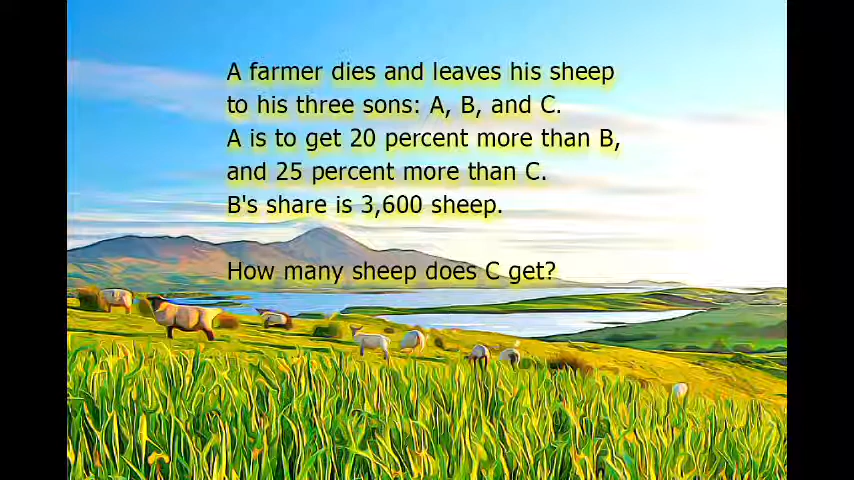 A farmer dies and leaves his sheep
to his three sons: A, B, and C.
A is to get 20 percent more than B,
and 25 percent more than C.
B's share is 3,600 sheep.
How many sheep does C get?